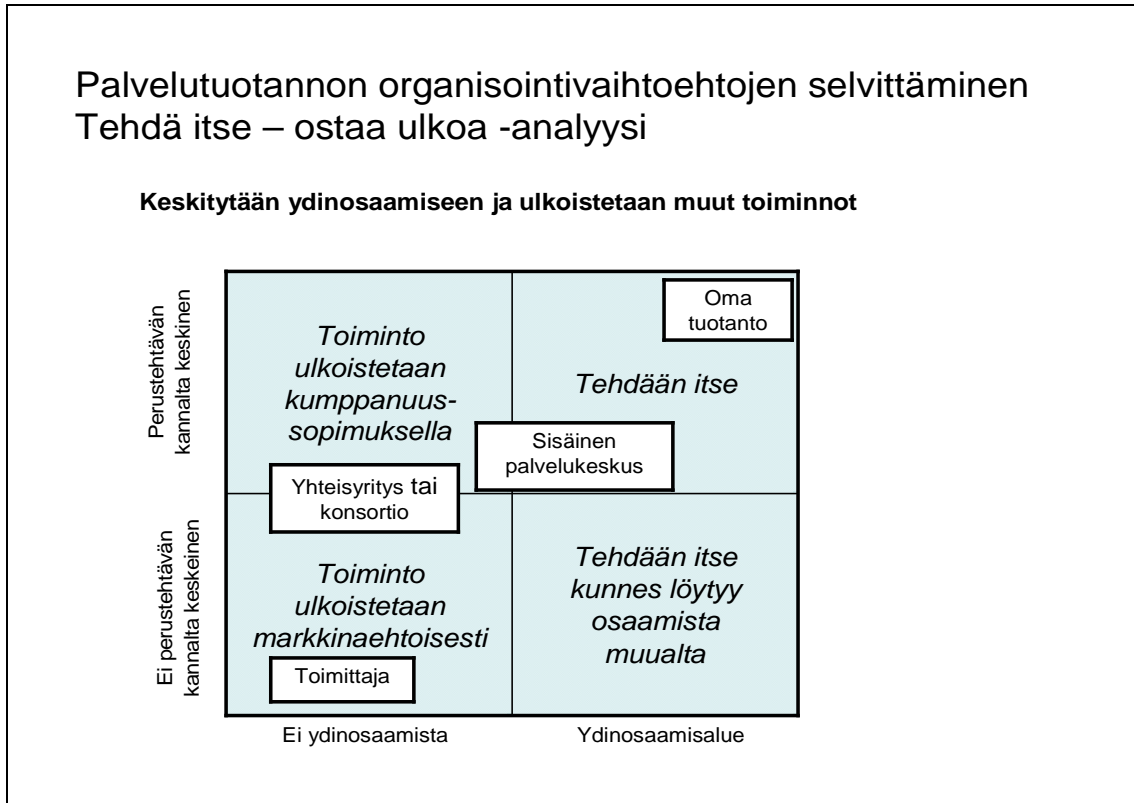 Palvelutuotannon organisointivaihtoehtojen selvittäminen
Tehdä itse – ostaa ulkoa -analyysi
Keskitytään ydinosaamiseen ja ulkoistetaan muut toiminnot
Perustehtävän
kannalta keskinen
Toiminto
ulkoistetaan
kumppanuus-
sopimuksella
Oma
tuotanto
Tehdään itse
Sisäinen
palvelukeskus
Yhteisyritys tai
konsortio
Ei perustehtävän
kannalta keskeinen
Toiminto
ulkoistetaan
markkinaehtoisesti
Toimittaja
Tehdään itse
kunnes löytyy
osaamista
muualta
Ei ydinosaamista
Ydinosaamisalue